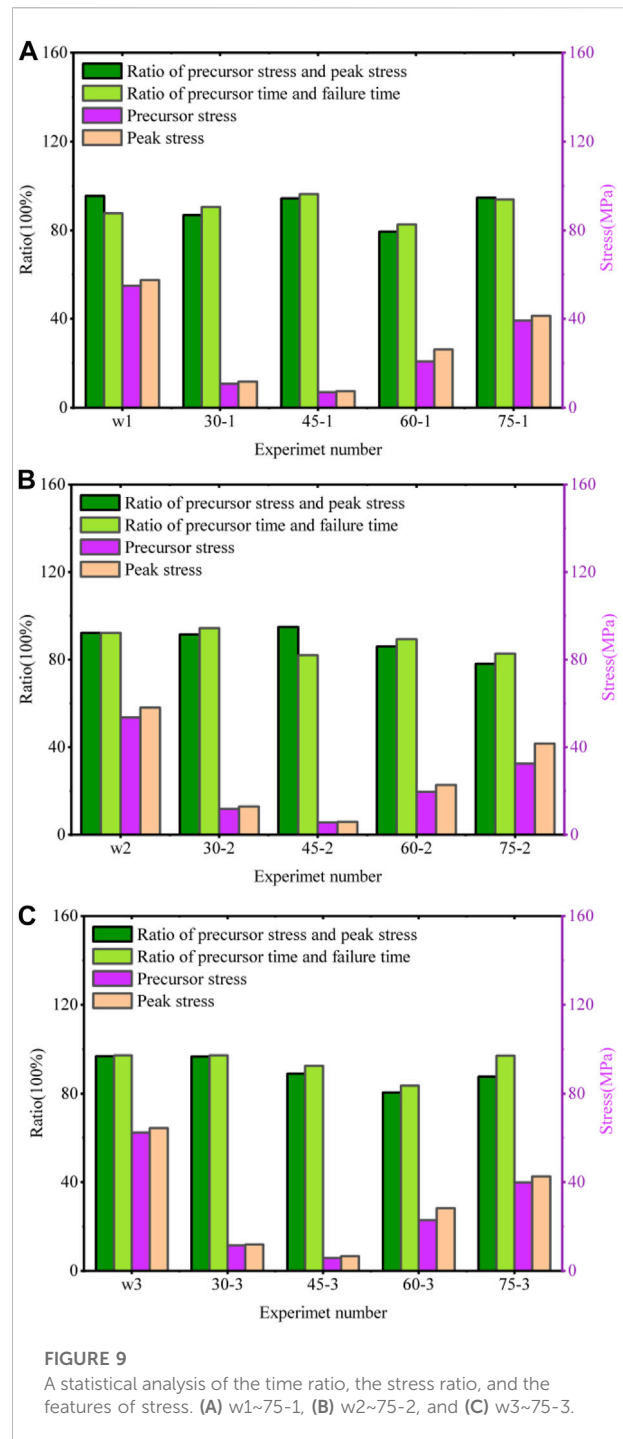 A
Ratio of precursor stress and peak stress
Ratio of precursor time and failure time
Precursor stress
Peak stress
160
120
80
40
0
Ratio(100%)
160
120
80
40
0
Stress(MPa)
w1 30-1 45-1 60-1 75-1
Experimet number
B
Ratio of precursor stress and peak stress
Ratio of precursor time and failure time
Precursor stress
Peak stress
160
120
80
40
0
Ratio(100%)
160
120
80
40
0
Stress(MPa)
w2 30-2 45-2 60-2 75-2
Experimet number
C
Ratio of precursor stress and peak stress
Ratio of precursor time and failure time
Precursor stress
Peak stress
160
120
80
40
0
Ratio(100%)
160
120
80
40
0
Stress(MPa)
w3 30-3 45-3 60-3 75-3
Experimet number
FIGURE 9
A statistical analysis of the time ratio, the stress ratio, and the
features of stress. (A) w1~75-1, (B) w2~75-2, and (C) w3~75-3.